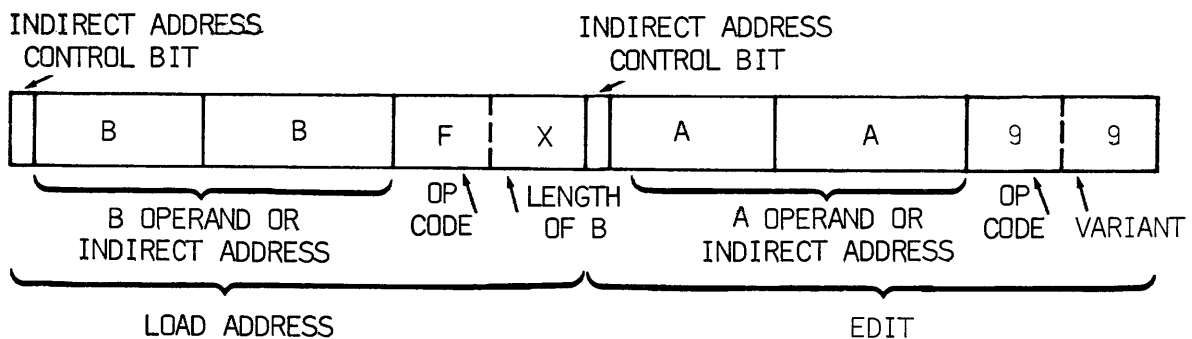 INDIRECT ADDRESS
CONTROL BIT
INDIRECT ADDRESS
CONTROL BIT
B B F X A A 9 9
B OPERAND OR
INDIRECT ADDRESS
OP
CODE
LENGTH
OF B
A OPERAND OR
INDIRECT ADDRESS
OP
CODE
VARIANT
LOAD ADDRESS
EDIT